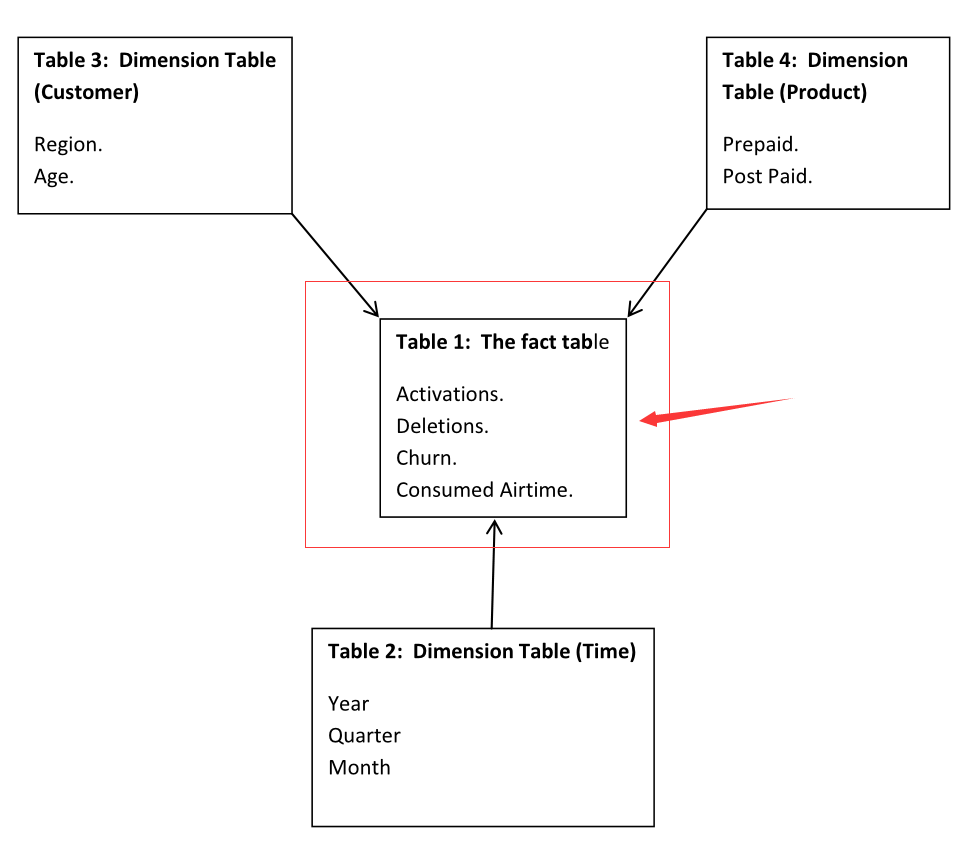 Table 3:  Dimension Table
(Customer)
Region.
Age.
Table 4:  Dimension
Table (Product)
Prepaid.
Post Paid.
Table 1:  The fact table
Activations.
Deletions.
Churn.
Consumed Airtime.
Table 2:  Dimension Table (Time)
Year
Quarter
Month